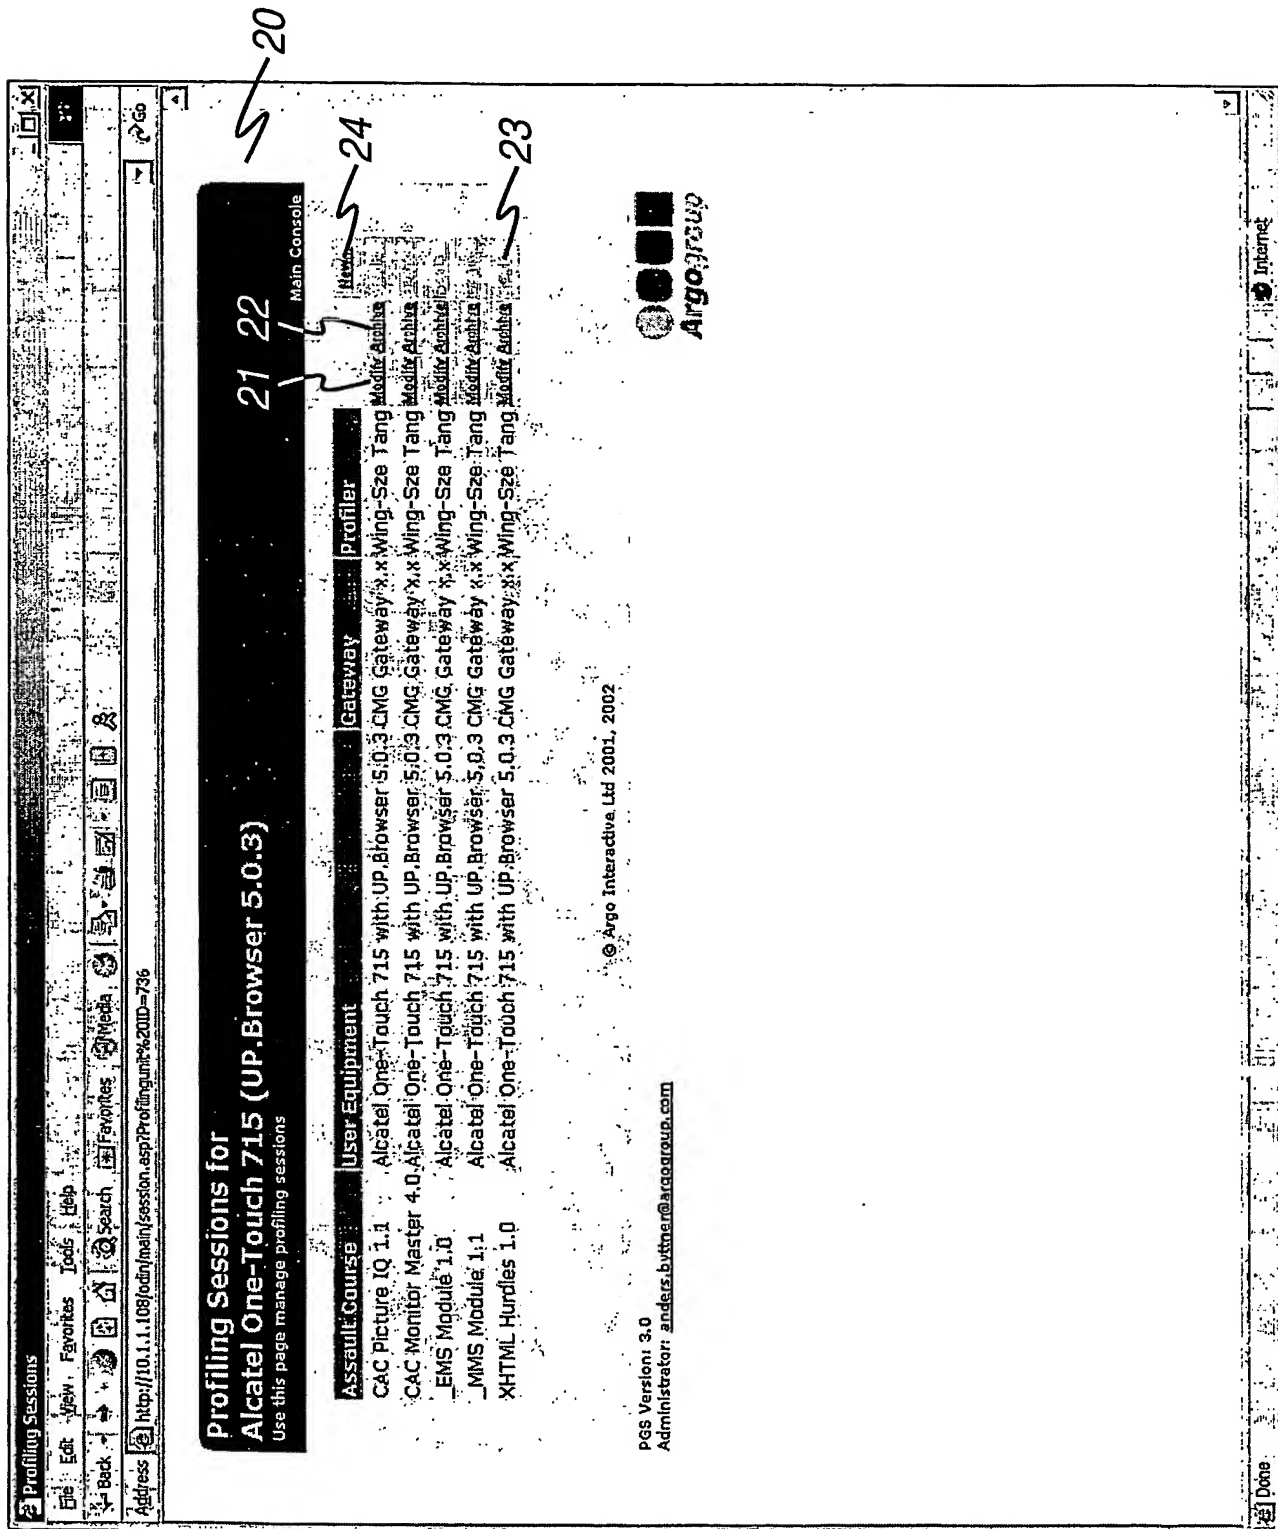 Profiling Sessions
File Edit View Favorites Tools Help
Back Search Favorites Media
Address http://10.1.1.108/odin/main/session.asp?Profilingunit%20ID=736 Go
20
Profiling Sessions for
Alcatel One-Touch 715 (UP.Browser 5.0.3)
Use this page manage profiling sessions
Main Console
21 22
24
Assault Course User Equipment Gateway Profiler New
CAC Picture IQ 1.1 Alcatel One-Touch 715 with UP.Browser 5.0.3 CMG Gateway x.x Wing-Sze Tang Modify Archive
CAC Monitor Master 4.0 Alcatel One-Touch 715 with UP.Browser 5.0.3 CMG Gateway x.x Wing-Sze Tang Modify Archive
_EMS Module 1.0 Alcatel One-Touch 715 with UP.Browser 5.0.3 CMG Gateway x.x Wing-Sze Tang Modify Archive
_MMS Module 1.1 Alcatel One-Touch 715 with UP.Browser 5.0.3 CMG Gateway x.x Wing-Sze Tang Modify Archive
XHTML Hurdles 1.0 Alcatel One-Touch 715 with UP.Browser 5.0.3 CMG Gateway x.x Wing-Sze Tang Modify Archive
23
© Argo Interactive Ltd 2001, 2002
PGS Version: 3.0
Administrator: anders.byttner@argogroup.com
Argogroup
Done Internet